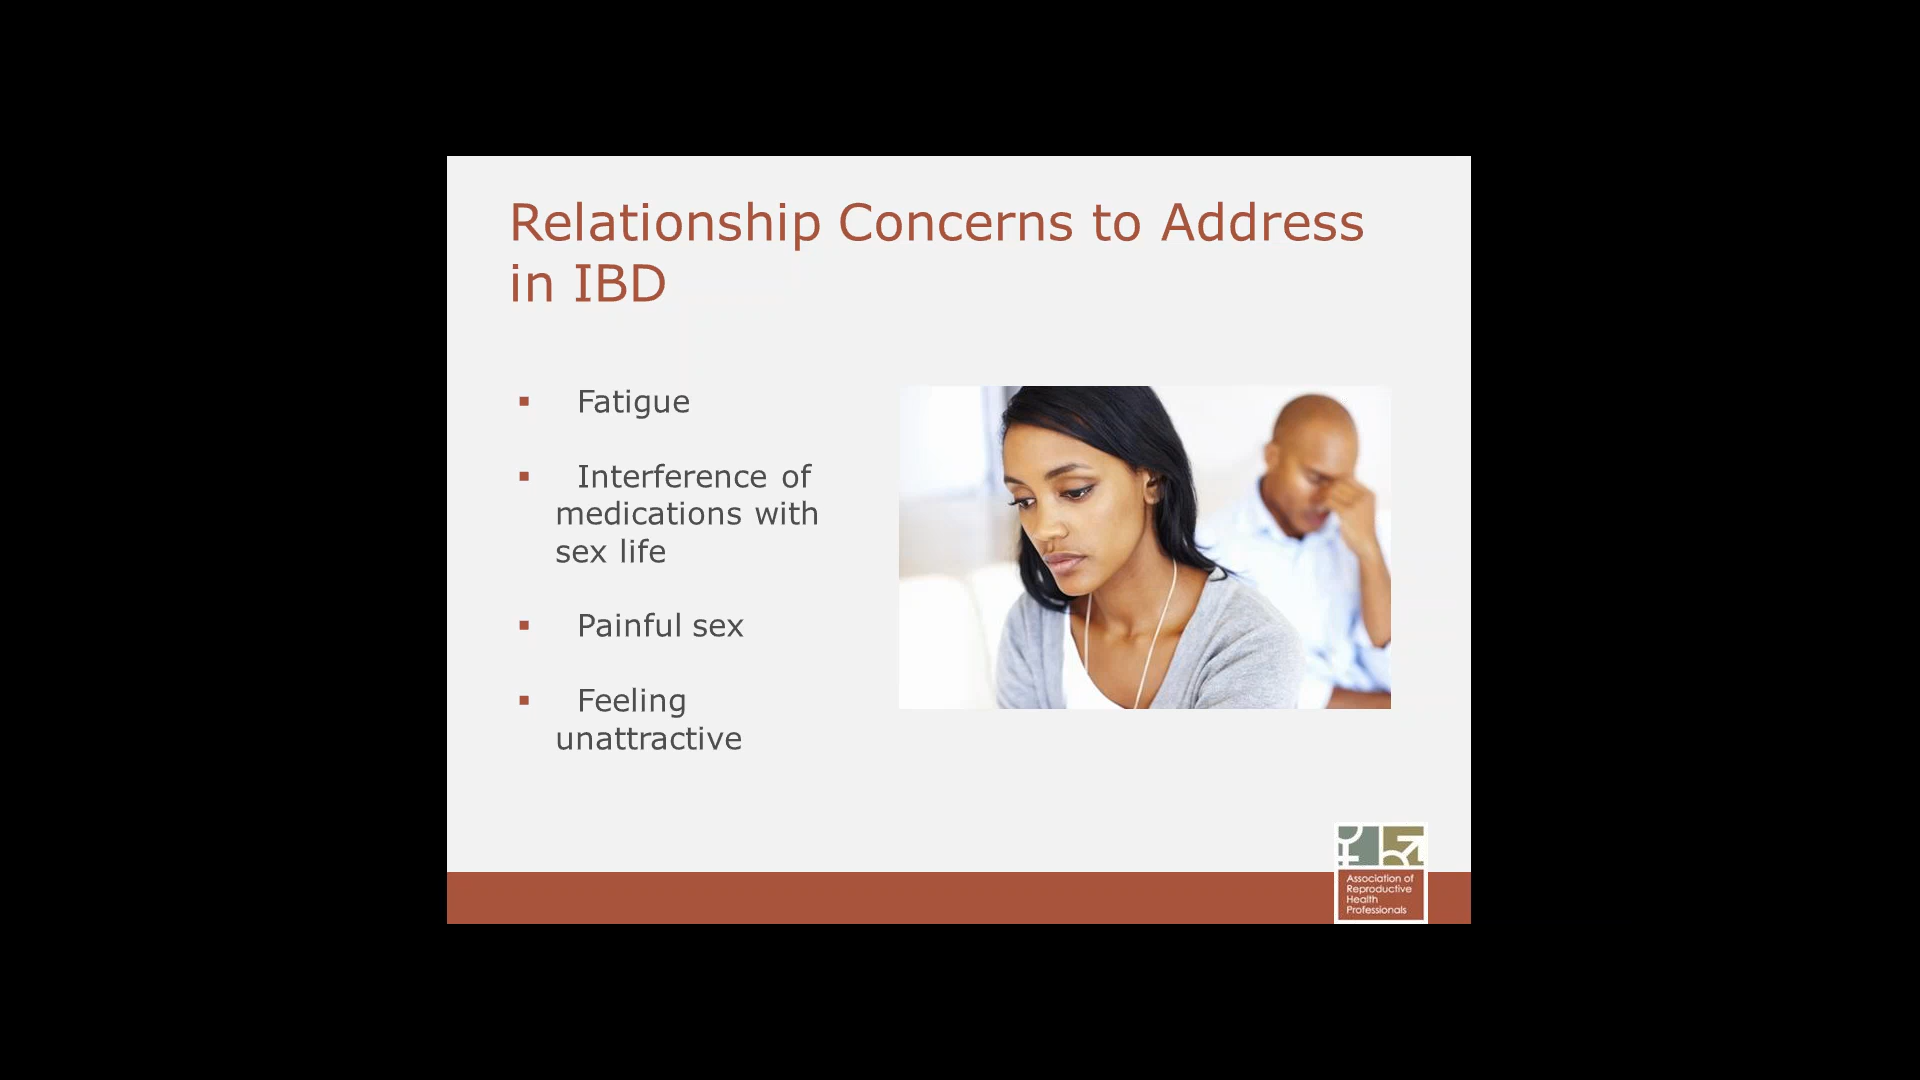 Relationship Concerns to Address
in IBD
▪ Fatigue
▪ Interference of
medications with
sex life
▪ Painful sex
▪ Feeling
unattractive
Association of
Reproductive
Health
Professionals